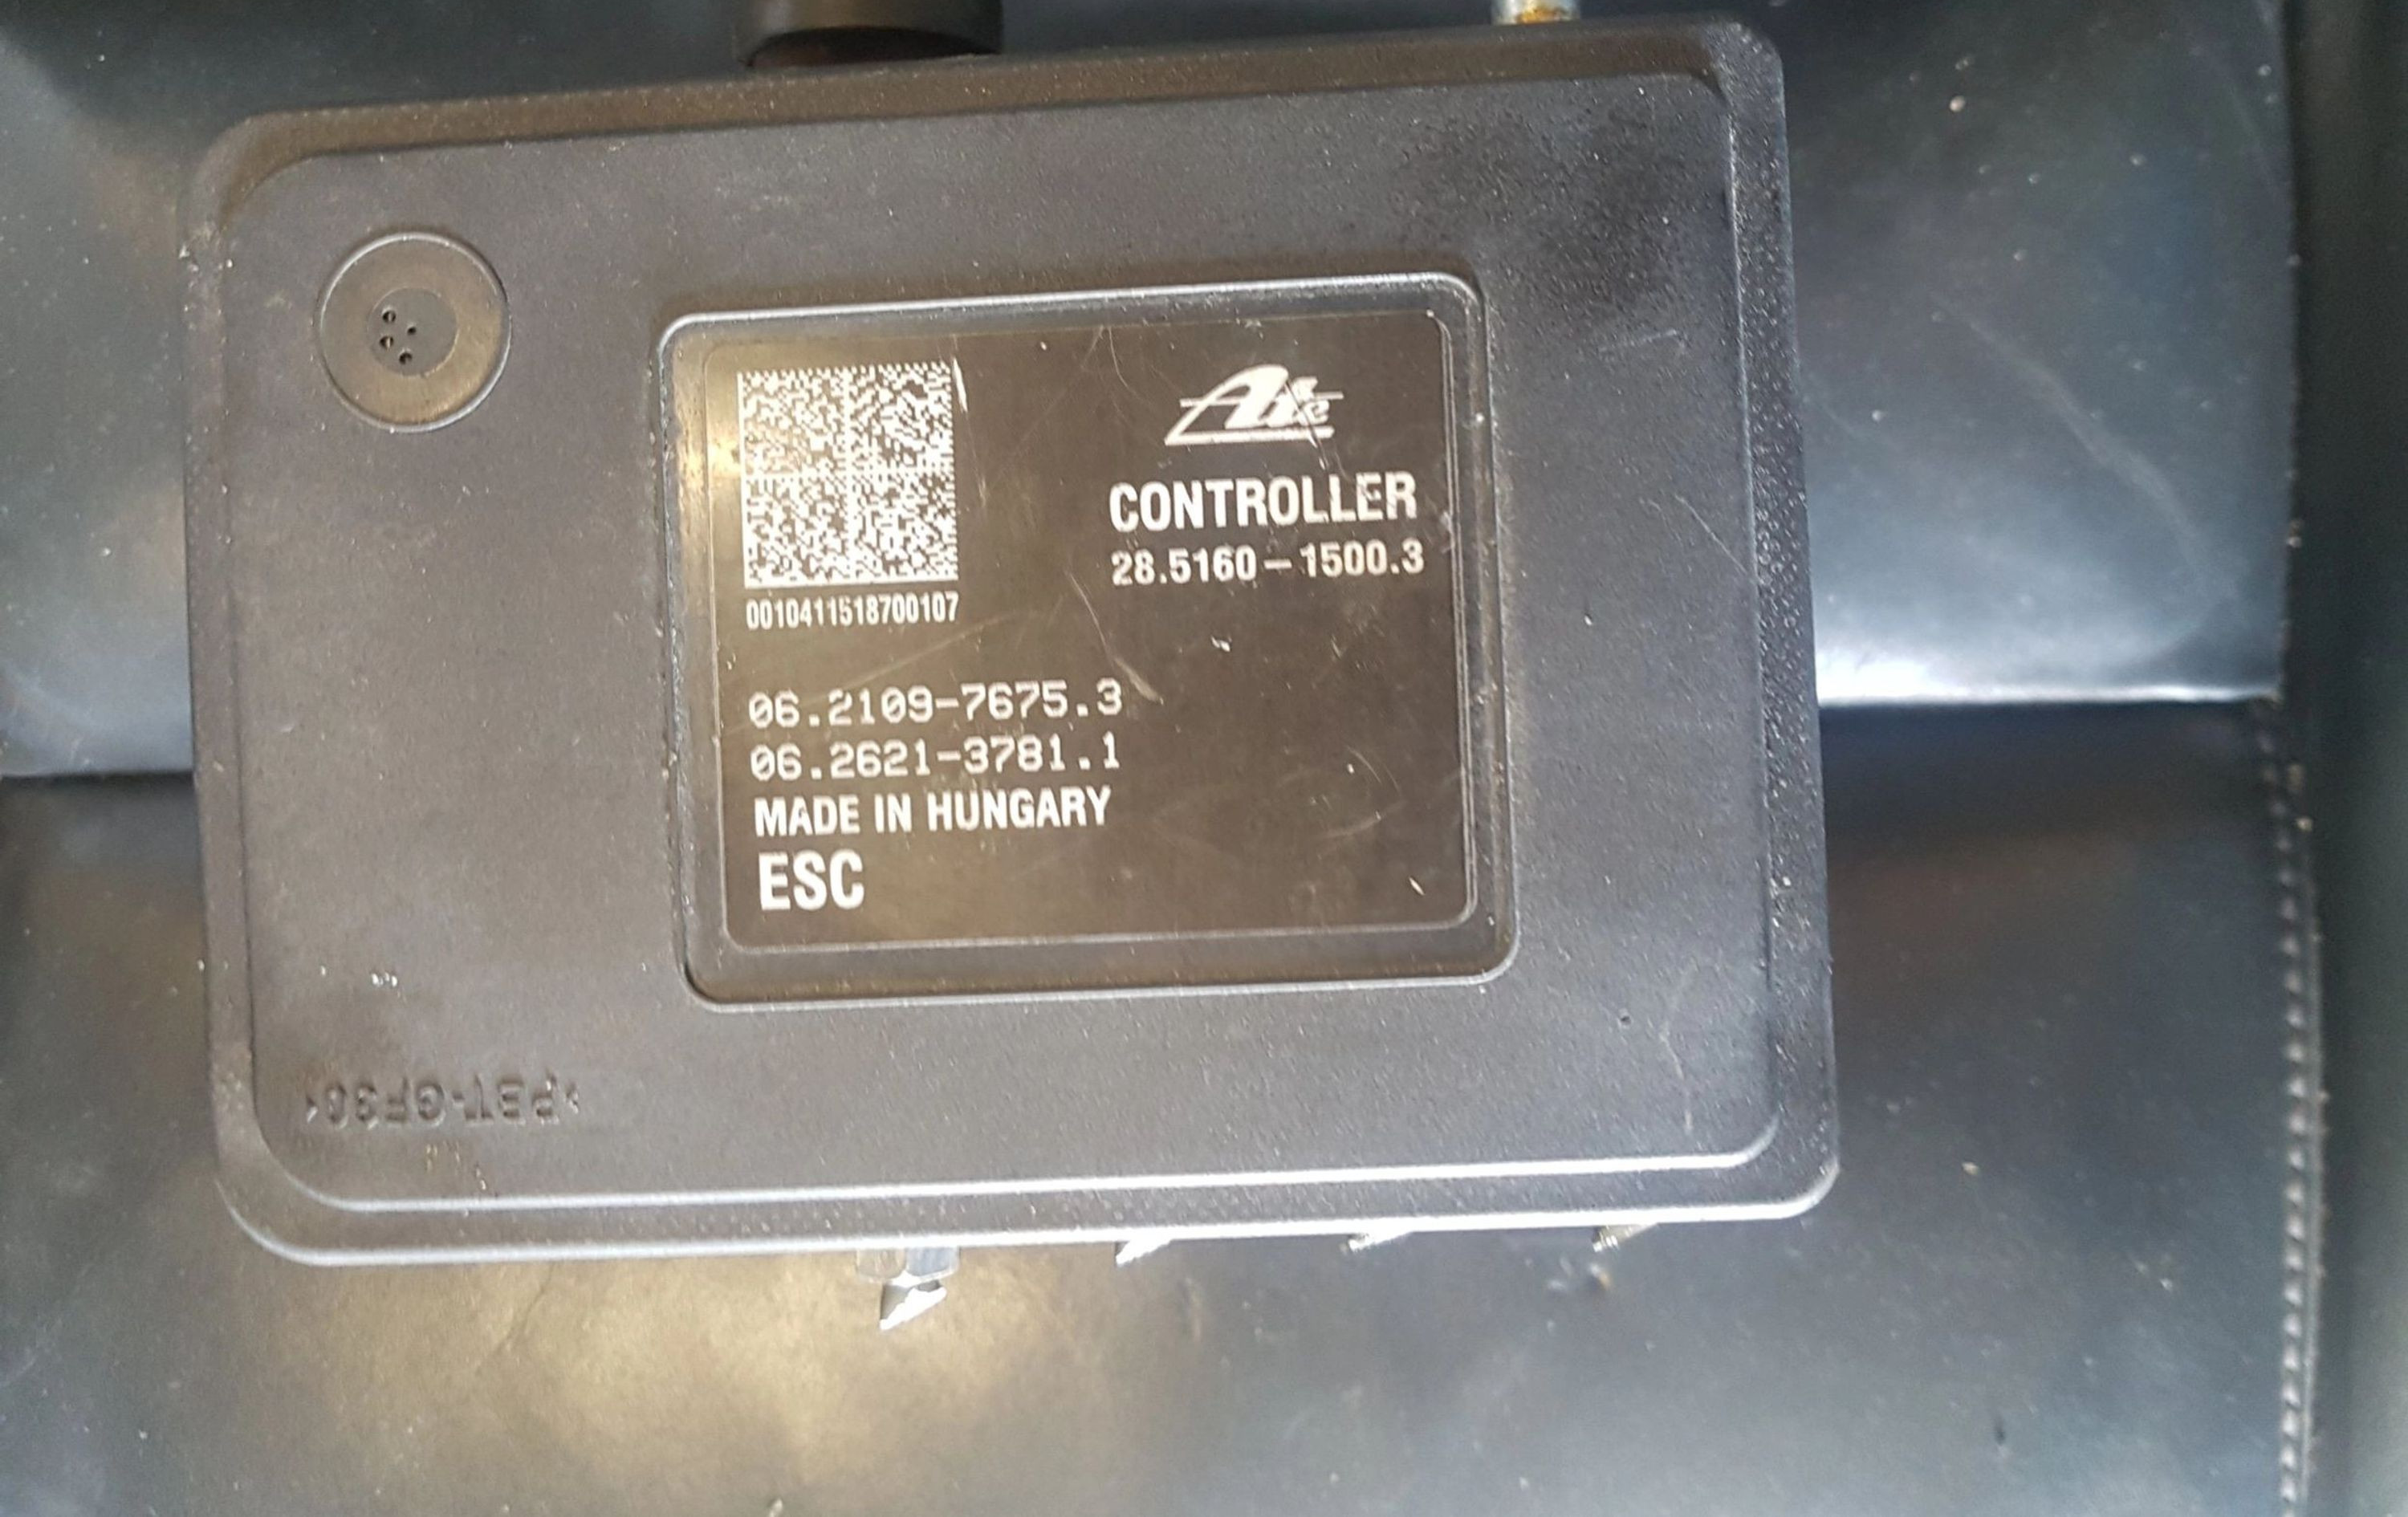 Ate
CONTROLLER
28.5160-1500.3
0010411518700107
06.2109-7675.3
06.2621-3781.1
MADE IN HUNGARY
ESC
>PBT-GF30<